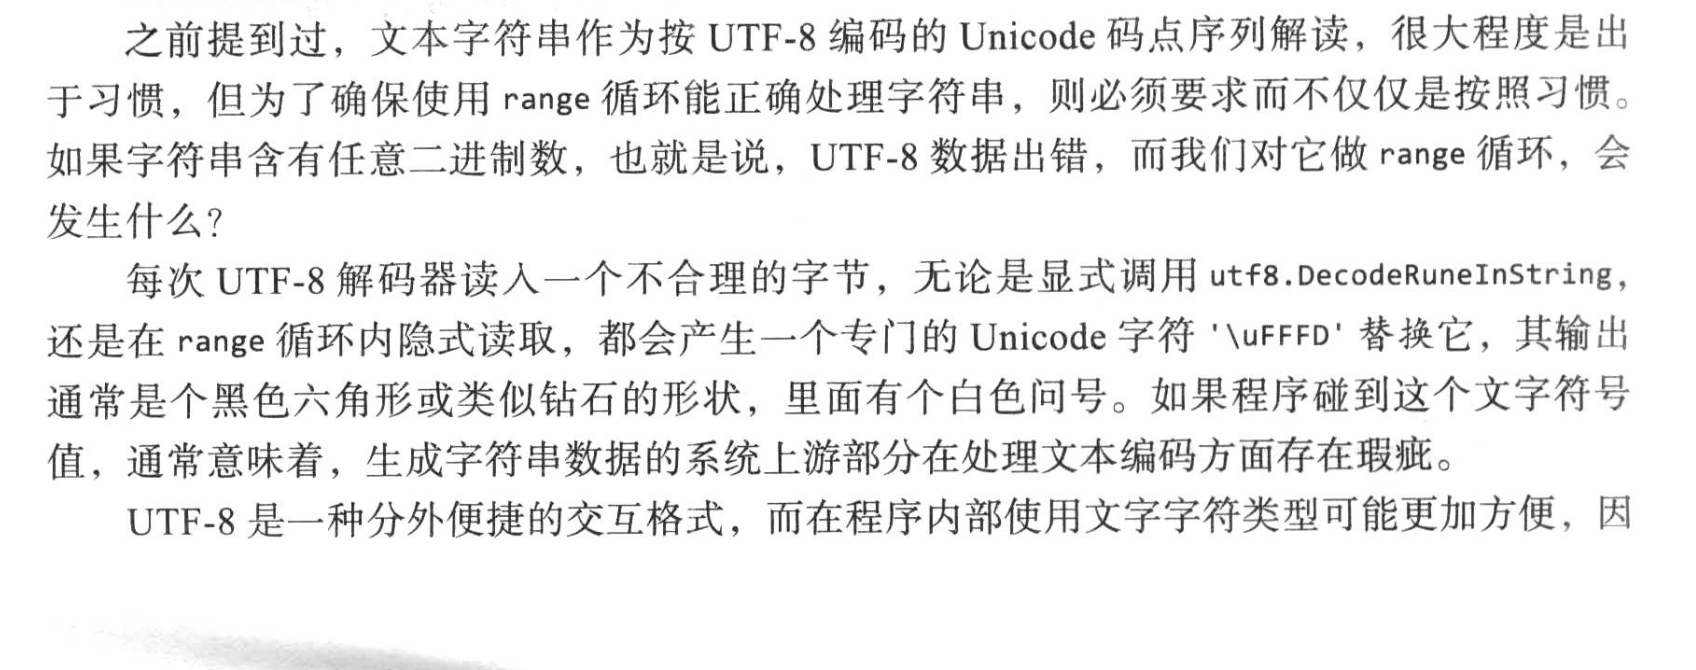 之前提到过，文本字符串作为按 UTF-8 编码的 Unicode 码点序列解读，很大程度是出
于习惯，但为了确保使用 range 循环能正确处理字符串，则必须要求而不仅仅是按照习惯。
如果字符串含有任意二进制数，也就是说，UTF-8 数据出错，而我们对它做 range 循环，会
发生什么？
每次 UTF-8 解码器读入一个不合理的字节，无论是显式调用 utf8.DecodeRuneInString，
还是在 range 循环内隐式读取，都会产生一个专门的 Unicode 字符 '\uFFFD' 替换它，其输出
通常是个黑色六角形或类似钻石的形状，里面有个白色问号。如果程序碰到这个文字符号
值，通常意味着，生成字符串数据的系统上游部分在处理文本编码方面存在瑕疵。
UTF-8 是一种分外便捷的交互格式，而在程序内部使用文字字符类型可能更加方便，因